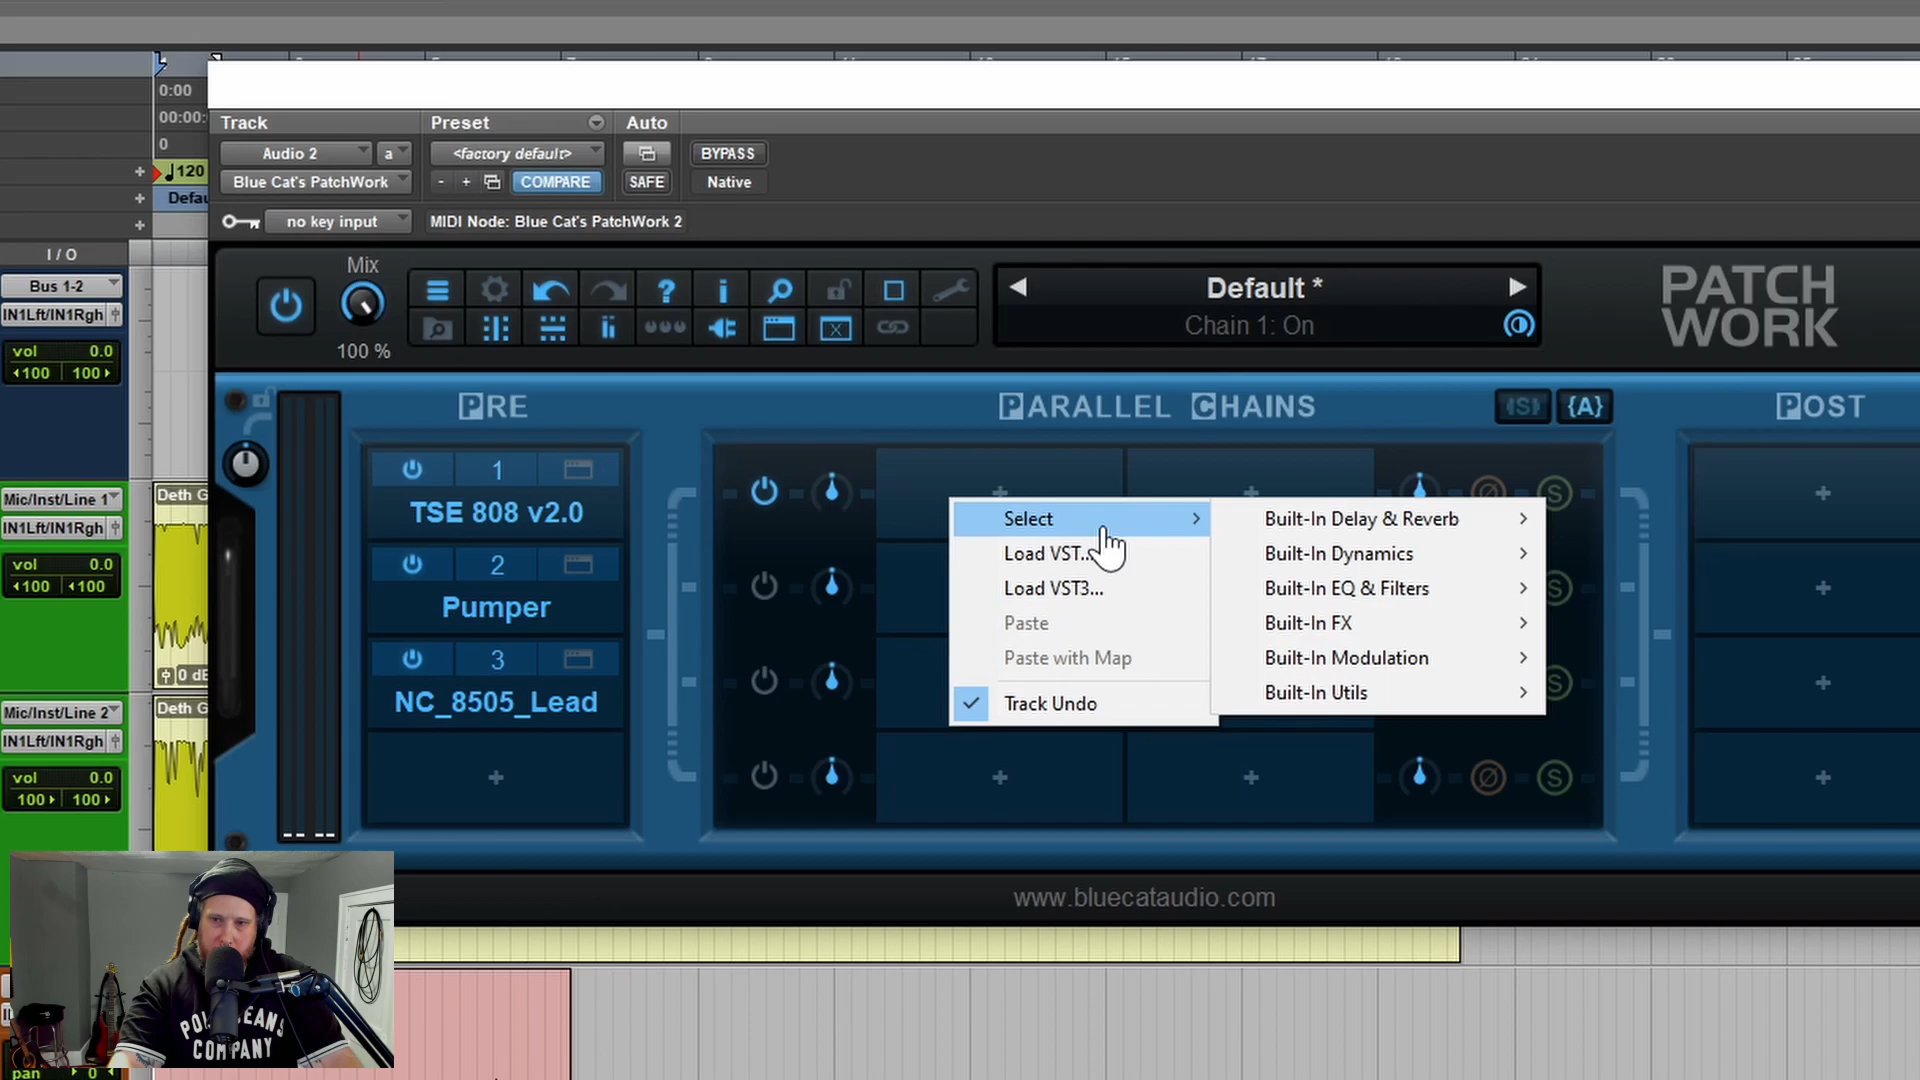 0:00
00:00:
0
120
Defau
I / O
Bus 1-2
IN1Lft/IN1Rgh
vol 0.0
100 100
Mic/Inst/Line 1
IN1Lft/IN1Rgh
vol 0.0
100 100
Mic/Inst/Line 2
IN1Lft/IN1Rgh
vol 0.0
100 100
pan 0
Deth G
0 dB
Deth G
Track Preset Auto
Audio 2 a <factory default> BYPASS
Blue Cat's PatchWork - + COMPARE SAFE Native
no key input MIDI Node: Blue Cat's PatchWork 2
Mix
100 %
? i
X
Default *
Chain 1: On
PATCH
WORK
PRE PARALLEL CHAINS {S} {A} POST
1
TSE 808 v2.0
2
Pumper
3
NC_8505_Lead
+
+ +
+ + Ø S
S
S
Ø S
+
+
+
+
Select
Load VST...
Load VST3...
Paste
Paste with Map
Track Undo
Built-In Delay & Reverb
Built-In Dynamics
Built-In EQ & Filters
Built-In FX
Built-In Modulation
Built-In Utils
www.bluecataudio.com
COMPANY